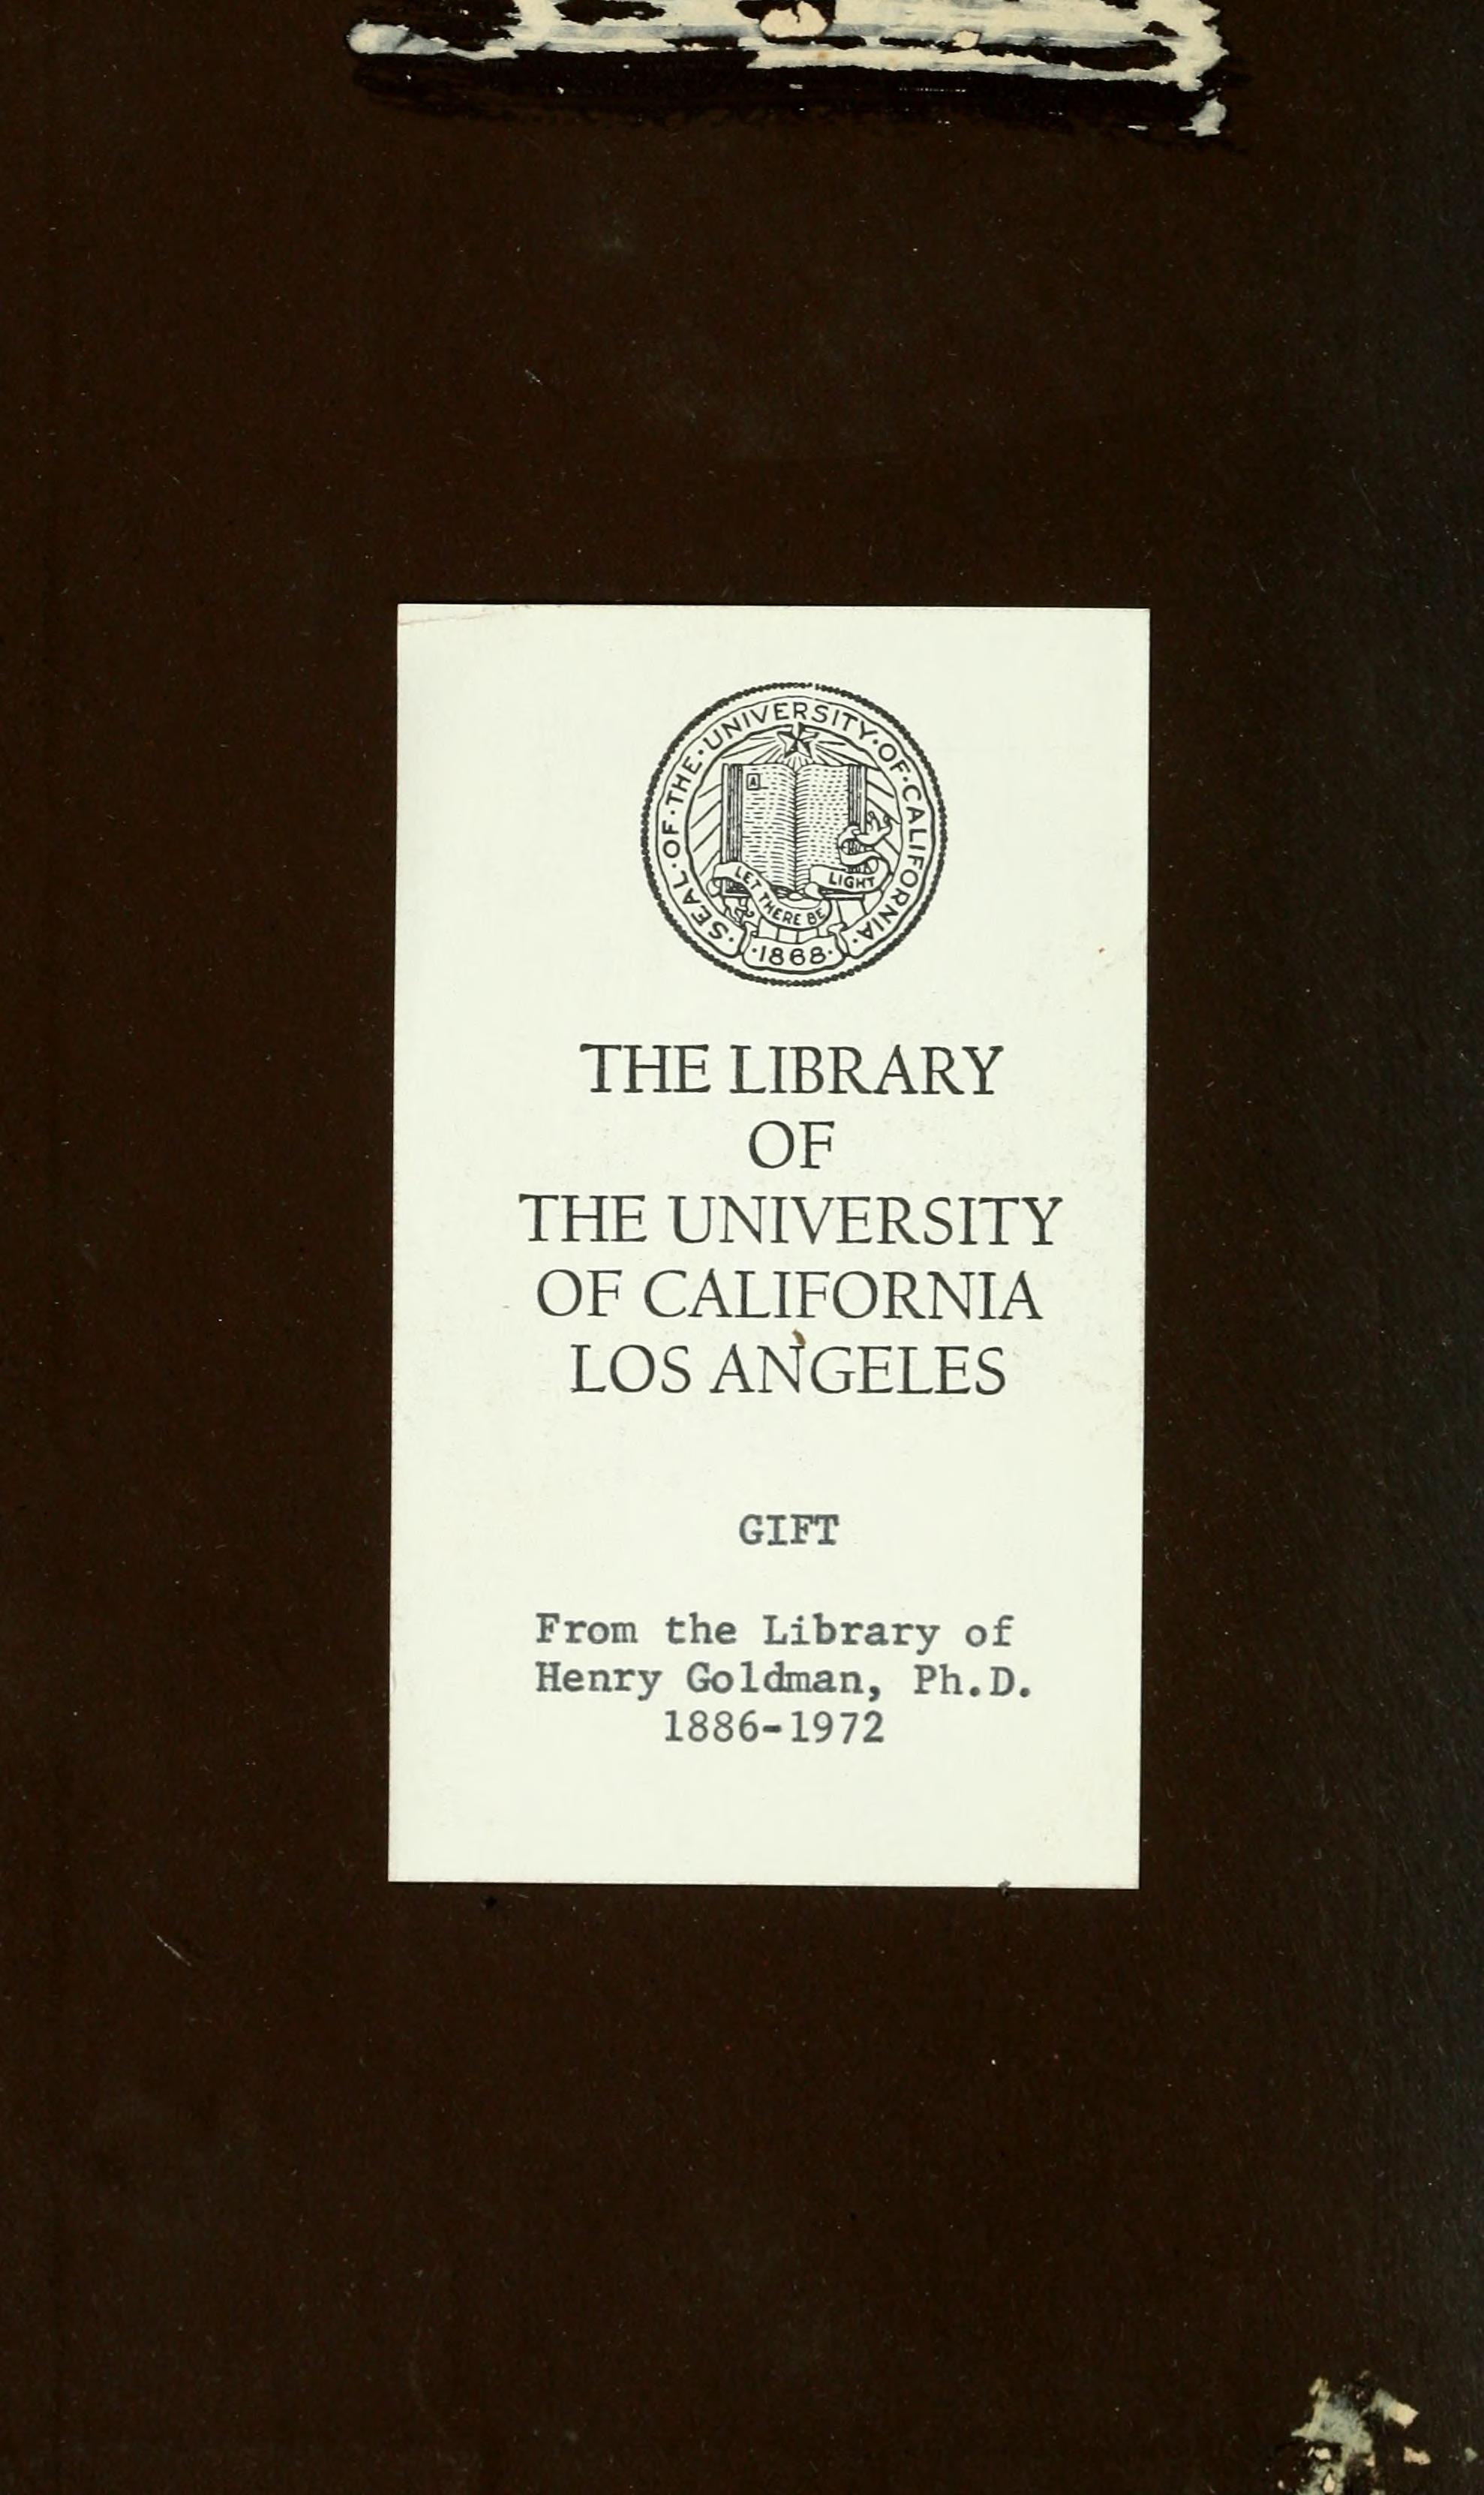 SEAL·OF·THE·UNIVERSITY·OF·CALIFORNIA
A
LET THERE BE LIGHT
·1868·
THE LIBRARY
OF
THE UNIVERSITY
OF CALIFORNIA
LOS ANGELES
GIFT
From the Library of
Henry Goldman, Ph.D.
1886-1972